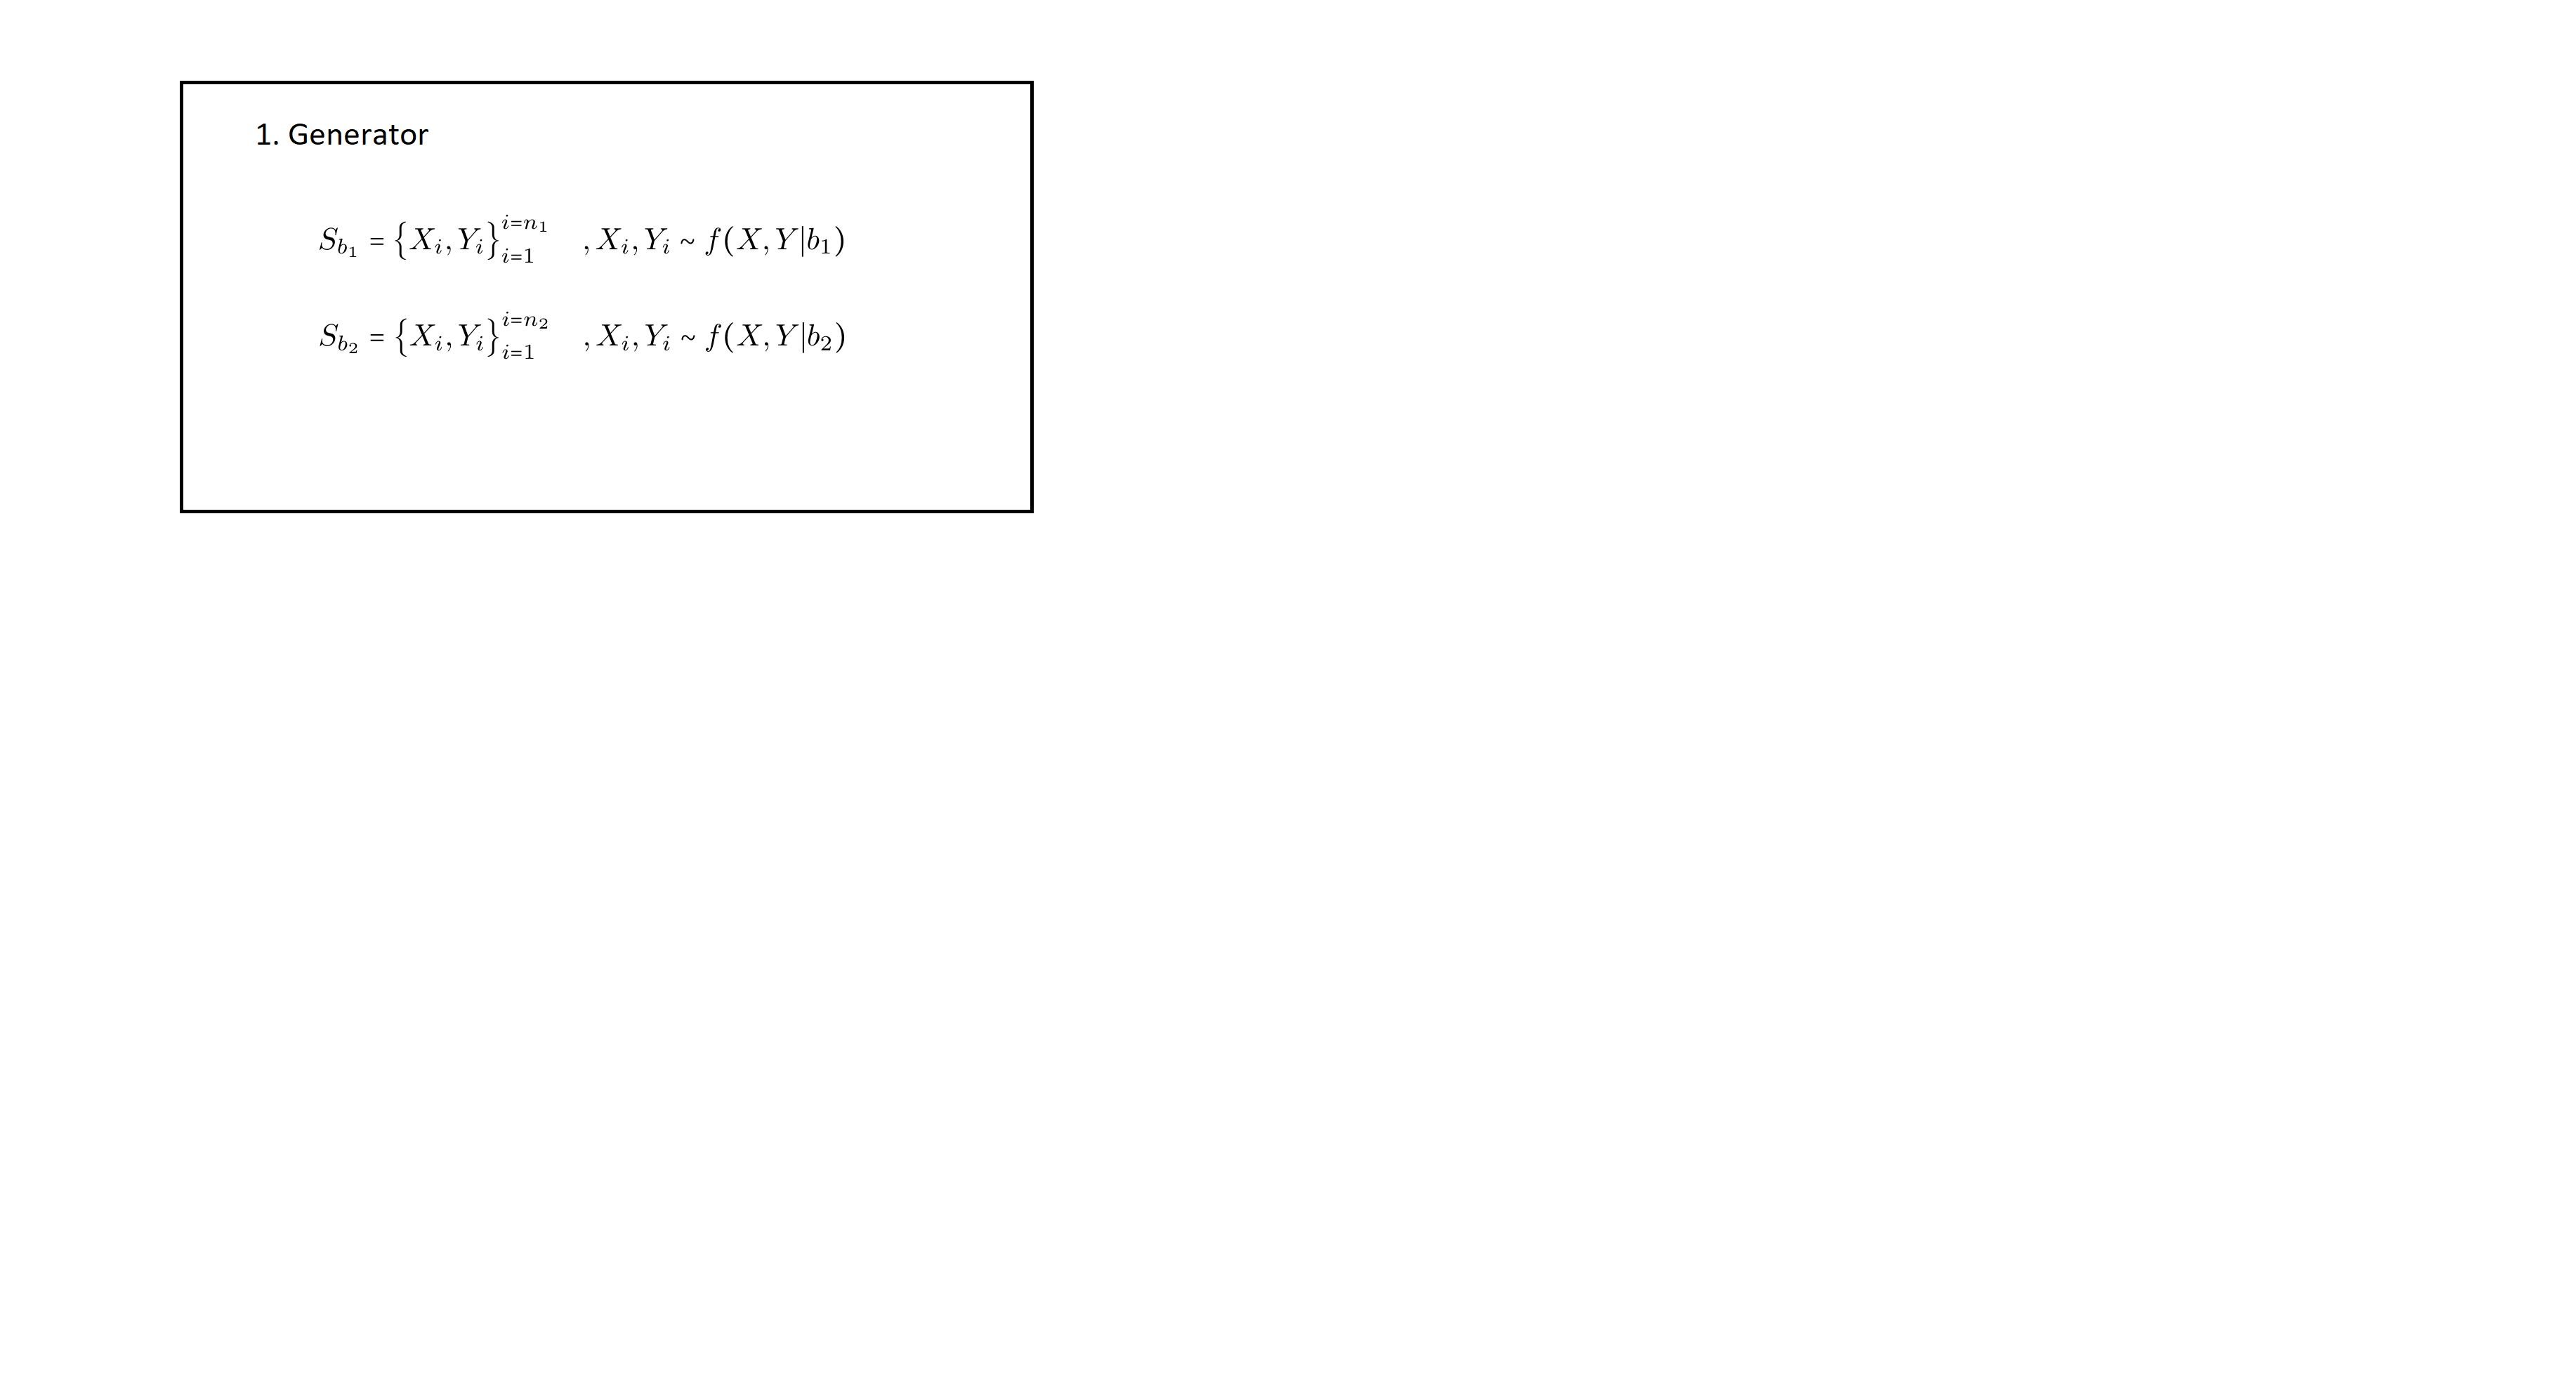 1. Generator
$S_{b_1} = \{X_i, Y_i\}_{i=1}^{i=n_1} \quad , X_i, Y_i \sim f(X, Y|b_1)$
$S_{b_2} = \{X_i, Y_i\}_{i=1}^{i=n_2} \quad , X_i, Y_i \sim f(X, Y|b_2)$